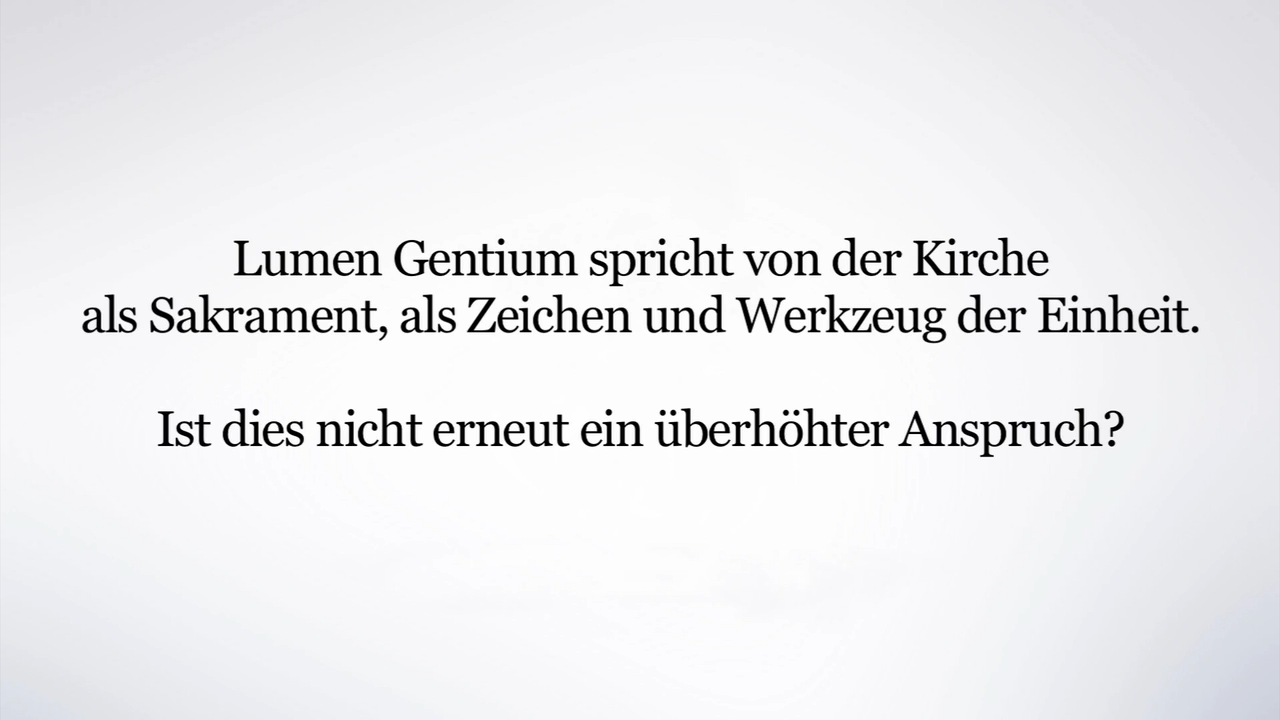 Lumen Gentium spricht von der Kirche
als Sakrament, als Zeichen und Werkzeug der Einheit.
Ist dies nicht erneut ein überhöhter Anspruch?